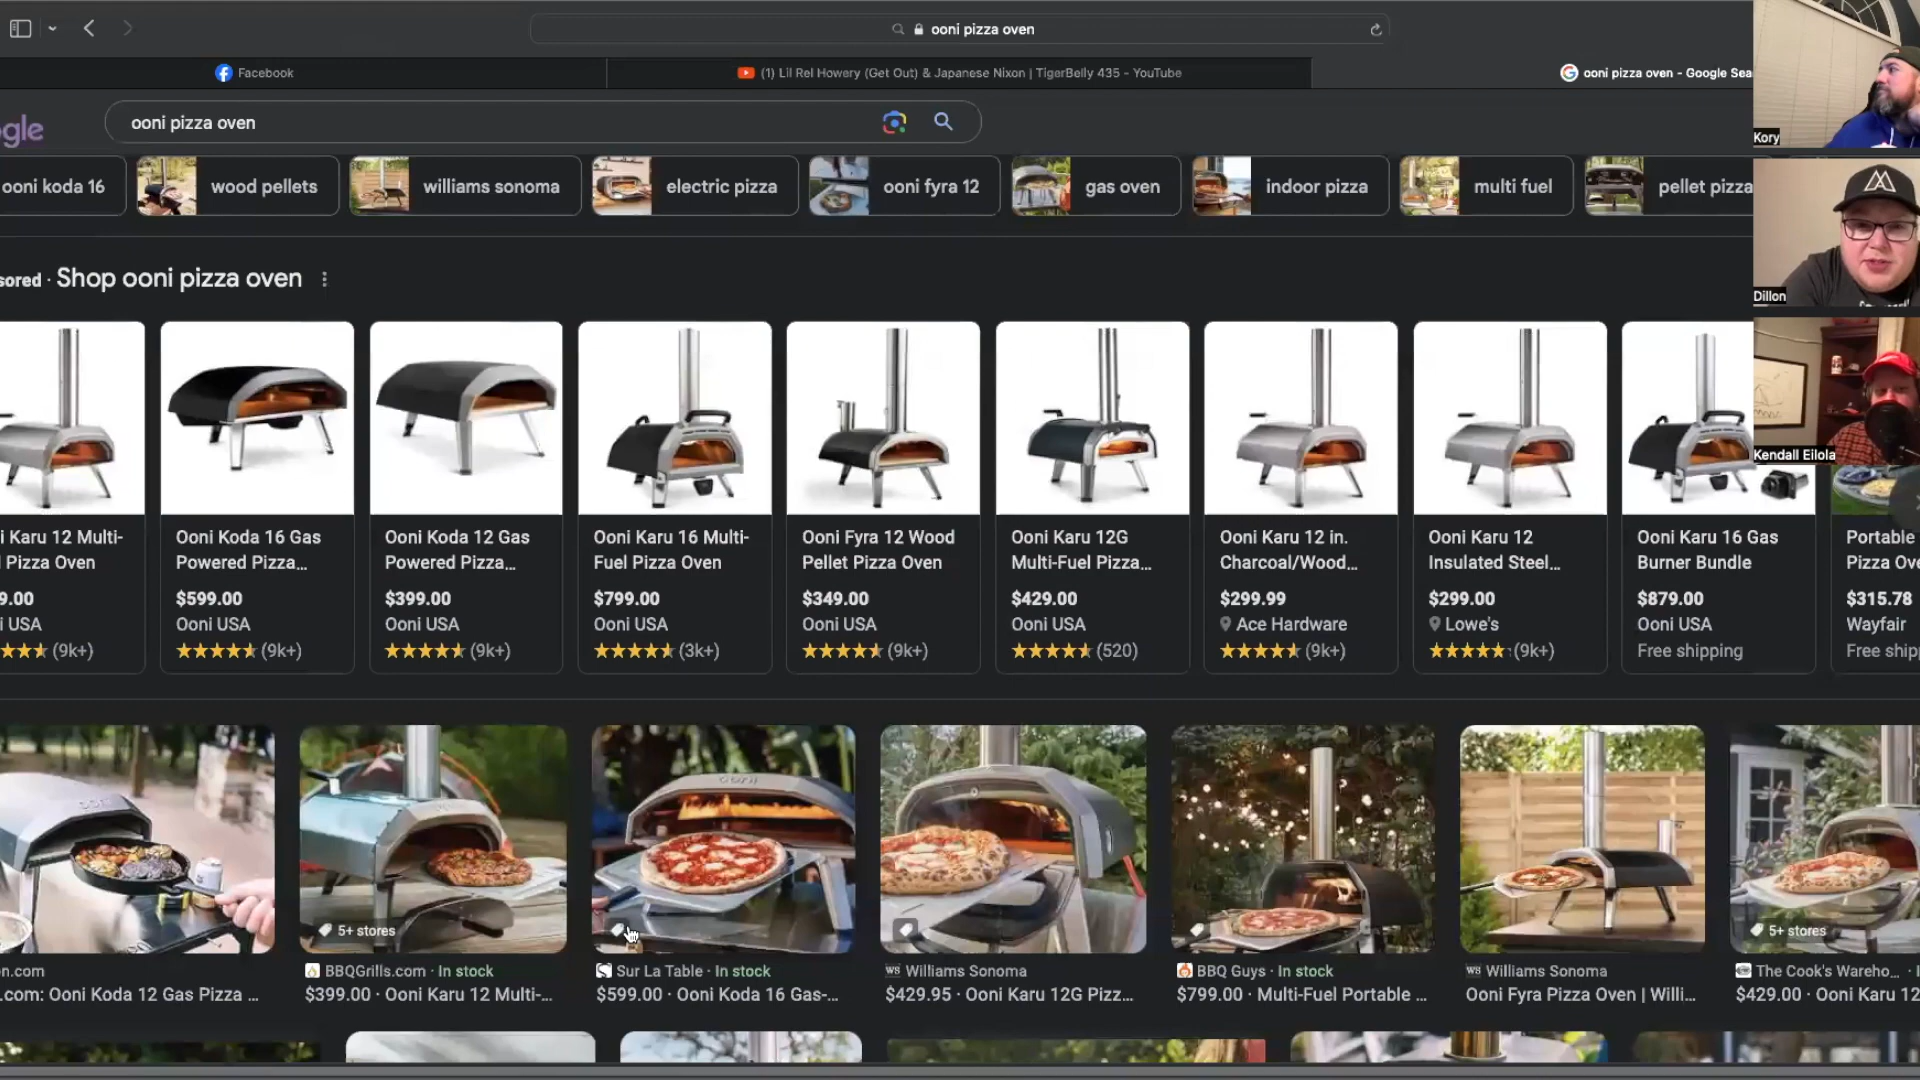 ooni pizza oven
Facebook
(1) Lil Rel Howery (Get Out) & Japanese Nixon | TigerBelly 435 - YouTube
ooni pizza oven - Google Sea
gle
ooni pizza oven
ooni koda 16
wood pellets
williams sonoma
electric pizza
ooni fyra 12
gas oven
indoor pizza
multi fuel
pellet pizza
Kory
Dillon
Kendall Eilola
sored · Shop ooni pizza oven
i Karu 12 Multi-
l Pizza Oven
9.00
i USA
(9k+)
Ooni Koda 16 Gas
Powered Pizza...
$599.00
Ooni USA
(9k+)
Ooni Koda 12 Gas
Powered Pizza...
$399.00
Ooni USA
(9k+)
Ooni Karu 16 Multi-
Fuel Pizza Oven
$799.00
Ooni USA
(3k+)
Ooni Fyra 12 Wood
Pellet Pizza Oven
$349.00
Ooni USA
(9k+)
Ooni Karu 12G
Multi-Fuel Pizza...
$429.00
Ooni USA
(520)
Ooni Karu 12 in.
Charcoal/Wood...
$299.99
Ace Hardware
(9k+)
Ooni Karu 12
Insulated Steel...
$299.00
Lowe's
(9k+)
Ooni Karu 16 Gas
Burner Bundle
$879.00
Ooni USA
Free shipping
Portable
Pizza Ove
$315.78
Wayfair
Free ship
n.com
.com: Ooni Koda 12 Gas Pizza ...
5+ stores
BBQGrills.com · In stock
$399.00 · Ooni Karu 12 Multi-...
Sur La Table · In stock
$599.00 · Ooni Koda 16 Gas-...
WS Williams Sonoma
$429.95 · Ooni Karu 12G Pizz...
BBQ Guys · In stock
$799.00 · Multi-Fuel Portable ...
WS Williams Sonoma
Ooni Fyra Pizza Oven | Willi...
5+ stores
The Cook's Wareho... · I
$429.00 · Ooni Karu 12